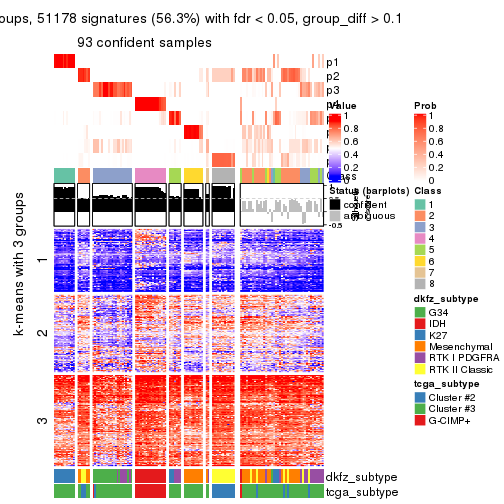 oups, 51178 signatures (56.3%) with fdr < 0.05, group_diff > 0.1
93 confident samples
p1
p2
p3
Value
1
0.8
0.6
0.4
0.2
0
Prob
1
0.8
0.6
0.4
0.2
0
Class
Status (barplots)
confident
ambiguous
-0.5
Class
1
2
3
4
5
6
7
8
dkfz_subtype
G34
IDH
K27
Mesenchymal
RTK I PDGFRA
RTK II Classic
tcga_subtype
Cluster #2
Cluster #3
G-CIMP+
k-means with 3 groups
1
2
3
dkfz_subtype
tcga_subtype